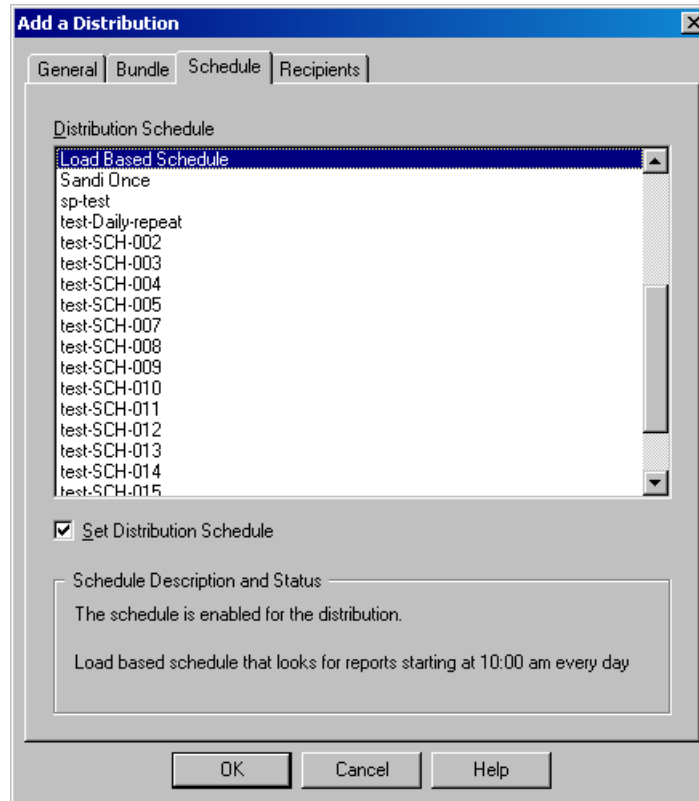 Add a Distribution
General Bundle Schedule Recipients
Distribution Schedule
Load Based Schedule
Sandi Once
sp-test
test-Daily-repeat
test-SCH-002
test-SCH-003
test-SCH-004
test-SCH-005
test-SCH-007
test-SCH-008
test-SCH-009
test-SCH-010
test-SCH-011
test-SCH-012
test-SCH-013
test-SCH-014
test-SCH-015
Set Distribution Schedule
Schedule Description and Status
The schedule is enabled for the distribution.
Load based schedule that looks for reports starting at 10:00 am every day
OK Cancel Help